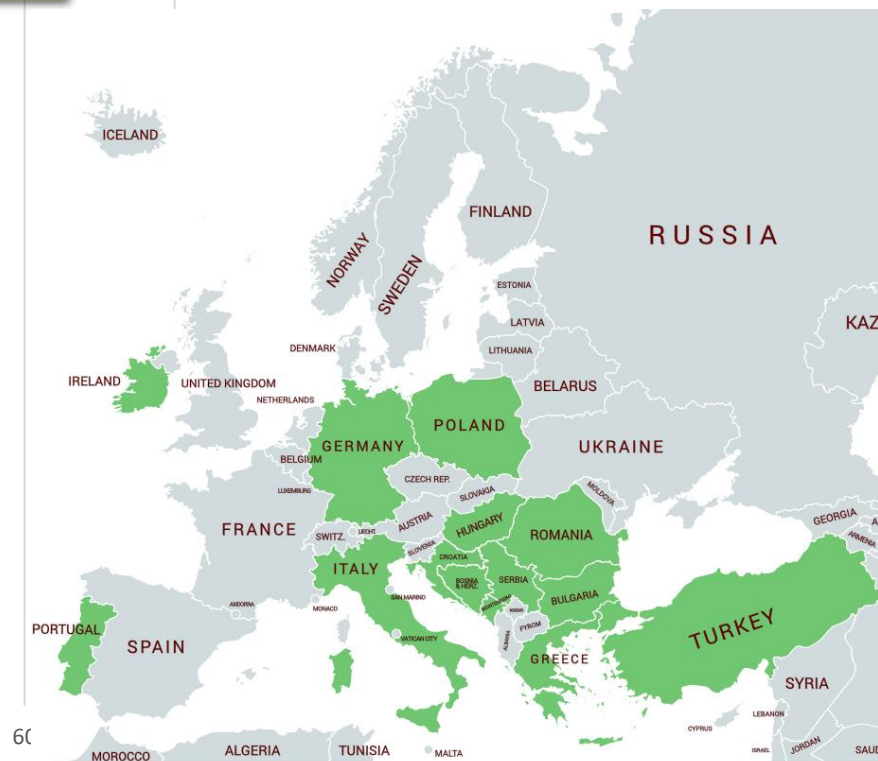 ICELAND
FINLAND
RUSSIA
NORWAY
SWEDEN
ESTONIA
LATVIA
KAZ
DENMARK
LITHUANIA
IRELAND
UNITED KINGDOM
BELARUS
NETHERLANDS
POLAND
GERMANY
UKRAINE
BELGIUM
CZECH REP.
LUXEMBURG
SLOVAKIA
MOLDOVA
FRANCE
AUSTRIA
HUNGARY
GEORGIA
SWITZ.
LIECHT.
ROMANIA
ARMENIA
A
SLOVENIA
CROATIA
ITALY
BOSNIA
& HERZ.
SERBIA
SAN MARINO
BULGARIA
ANDORRA
MONACO
MONTENEGRO
KOSOVO
PORTUGAL
VATICAN CITY
FYROM
TURKEY
SPAIN
ALBANIA
GREECE
SYRIA
LEBANON
CYPRUS
60
MOROCCO
ALGERIA
TUNISIA
MALTA
ISRAEL
JORDAN
SAUD